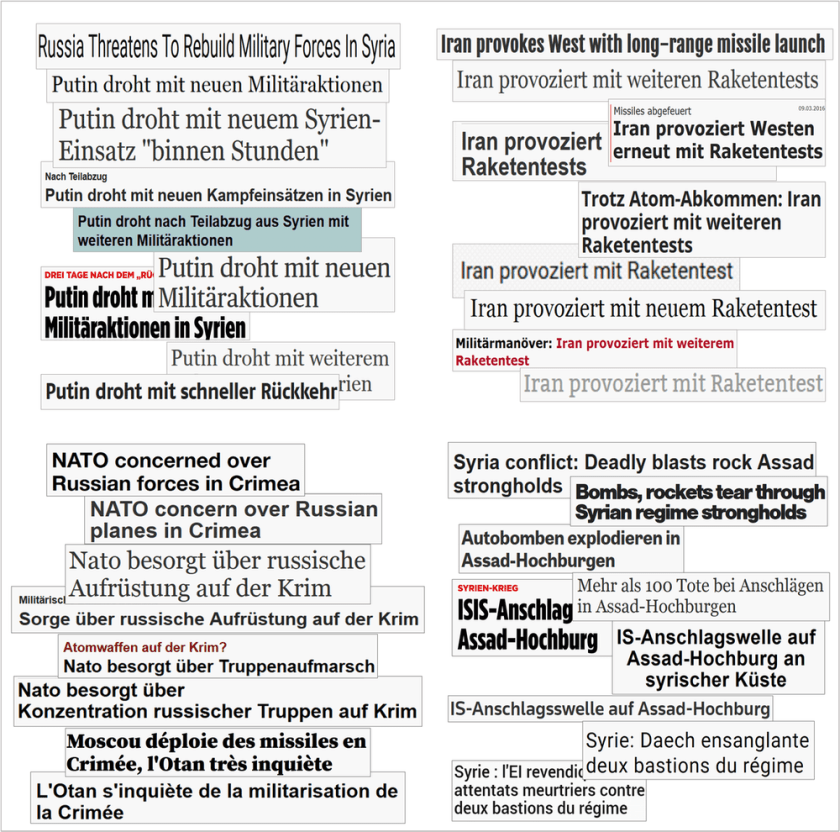 Russia Threatens To Rebuild Military Forces In Syria
Putin droht mit neuen Militäraktionen
Putin droht mit neuem Syrien-
Einsatz "binnen Stunden"
Nach Teilabzug
Putin droht mit neuen Kampfeinsätzen in Syrien
Putin droht nach Teilabzug aus Syrien mit
weiteren Militäraktionen
Putin droht mit neuen
Militäraktionen
DREI TAGE NACH DEM
Putin droht
Militäraktionen in Syrien
Putin droht mit weiterem
Putin droht mit schneller Rückkehr
Iran provokes West with long-range missile launch
Iran provoziert mit weiteren Raketentests
Missiles abgefeuert
09.03.2016
Iran provoziert Westen
erneut mit Raketentests
Iran provoziert
Raketentests
Trotz Atom-Abkommen: Iran
provoziert mit weiteren
Raketentests
Iran provoziert mit Raketentest
Iran provoziert mit neuem Raketentest
Militärmanöver: Iran provoziert mit weiterem
Raketentest
Iran provoziert mit Raketentest
NATO concerned over
Russian forces in Crimea
NATO concern over Russian
planes in Crimea
Nato besorgt über russische
Aufrüstung auf der Krim
Sorge über russische Aufrüstung auf der Krim
Atomwaffen auf der Krim?
Nato besorgt über Truppenaufmarsch
Nato besorgt über
Konzentration russischer Truppen auf Krim
Moscou déploie des missiles en
Crimée, l'Otan très inquiète
L'Otan s'inquiète de la militarisation de
la Crimée
Syria conflict: Deadly blasts rock Assad
strongholds
Bombs, rockets tear through
Syrian regime strongholds
Autobomben explodieren in
Assad-Hochburgen
Mehr als 100 Tote bei Anschlägen
in Assad-Hochburgen
SYRIEN-KRIEG
ISIS-Anschlag
Assad-Hochburg
IS-Anschlagswelle auf
Assad-Hochburg an
syrischer Küste
IS-Anschlagsswelle auf Assad-Hochburg
Syrie: Daech ensanglante
deux bastions du régime
Syrie : l'EI
attentats meurtriers contre
deux bastions du régime